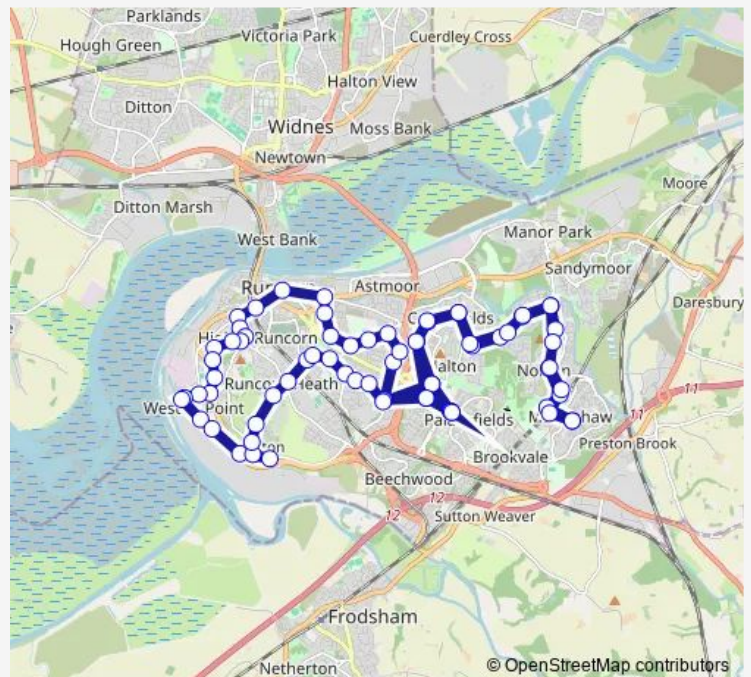 Parklands
Hough Green
Victoria Park
Cuerdley Cross
Halton View
Ditton
Widnes
Moss Bank
Newtown
Moore
Ditton Marsh
West Bank
Manor Park
Sandymoor
Astmoor
Daresbury
Runcorn
Runcorn Heath
West Point
11
11
Preston Brook
Brookvale
Beechwood
12
12
Sutton Weaver
Frodsham
Netherton
© OpenStreetMap contributors